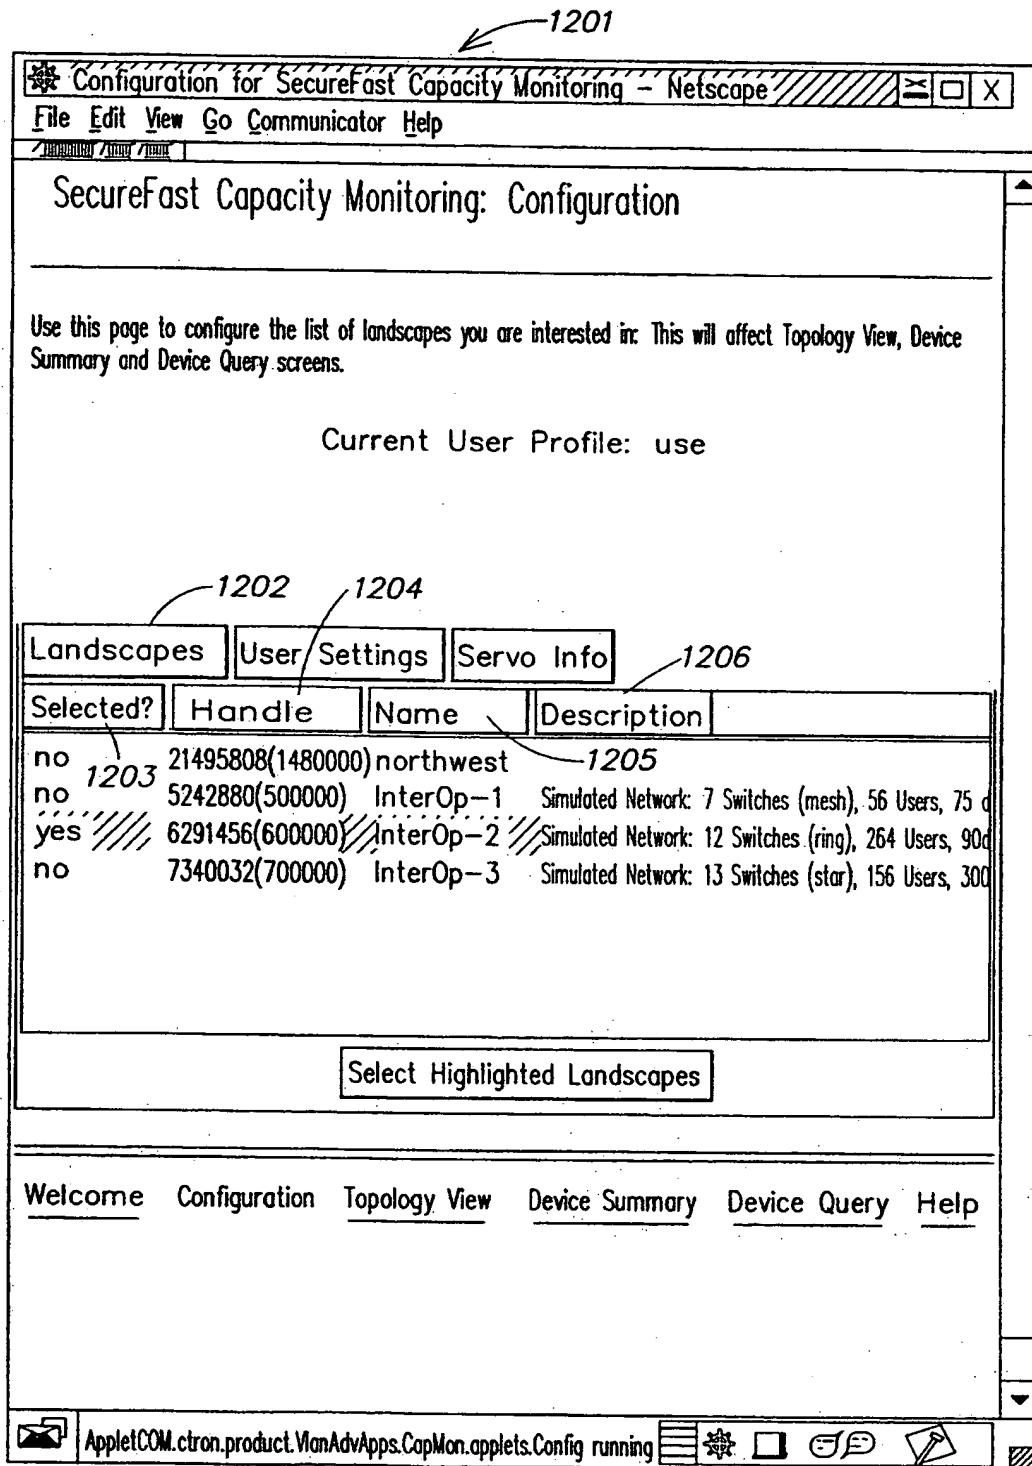 1201
Configuration for SecureFast Capacity Monitoring – Netscape
File Edit View Go Communicator Help
SecureFast Capacity Monitoring: Configuration
Use this page to configure the list of landscapes you are interested in: This will affect Topology View, Device
Summary and Device Query screens.
Current User Profile: use
1202 1204
Landscapes User Settings Servo Info
1206
Selected? Handle Name Description
no 21495808(1480000) northwest
1205
1203
no 5242880(500000) InterOp-1 Simulated Network: 7 Switches (mesh), 56 Users, 75 d
yes 6291456(600000) InterOp-2 Simulated Network: 12 Switches (ring), 264 Users, 90d
no 7340032(700000) InterOp-3 Simulated Network: 13 Switches (star), 156 Users, 300
Select Highlighted Landscapes
Welcome Configuration Topology View Device Summary Device Query Help
AppletCOM.ctron.product.VlanAdvApps.CapMon.applets.Config running